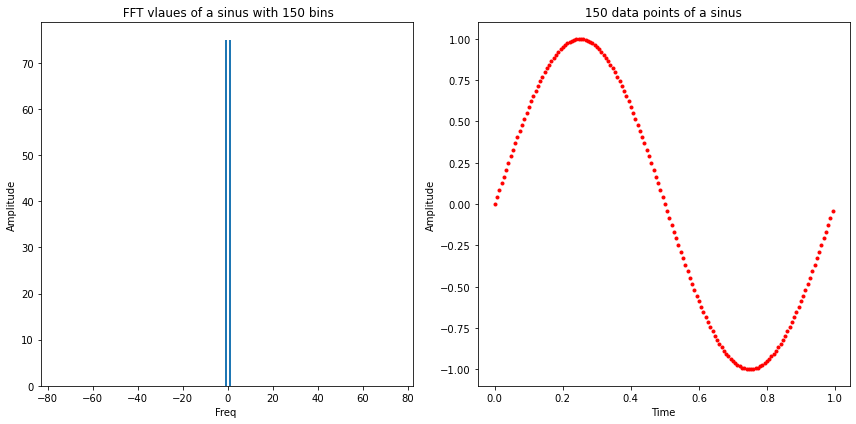 FFT vlaues of a sinus with 150 bins
70
60
50
40
30
20
10
0
Amplitude
−80 −60 −40 −20 0 20 40 60 80
Freq
150 data points of a sinus
1.00
0.75
0.50
0.25
0.00
−0.25
−0.50
−0.75
−1.00
Amplitude
0.0 0.2 0.4 0.6 0.8 1.0
Time